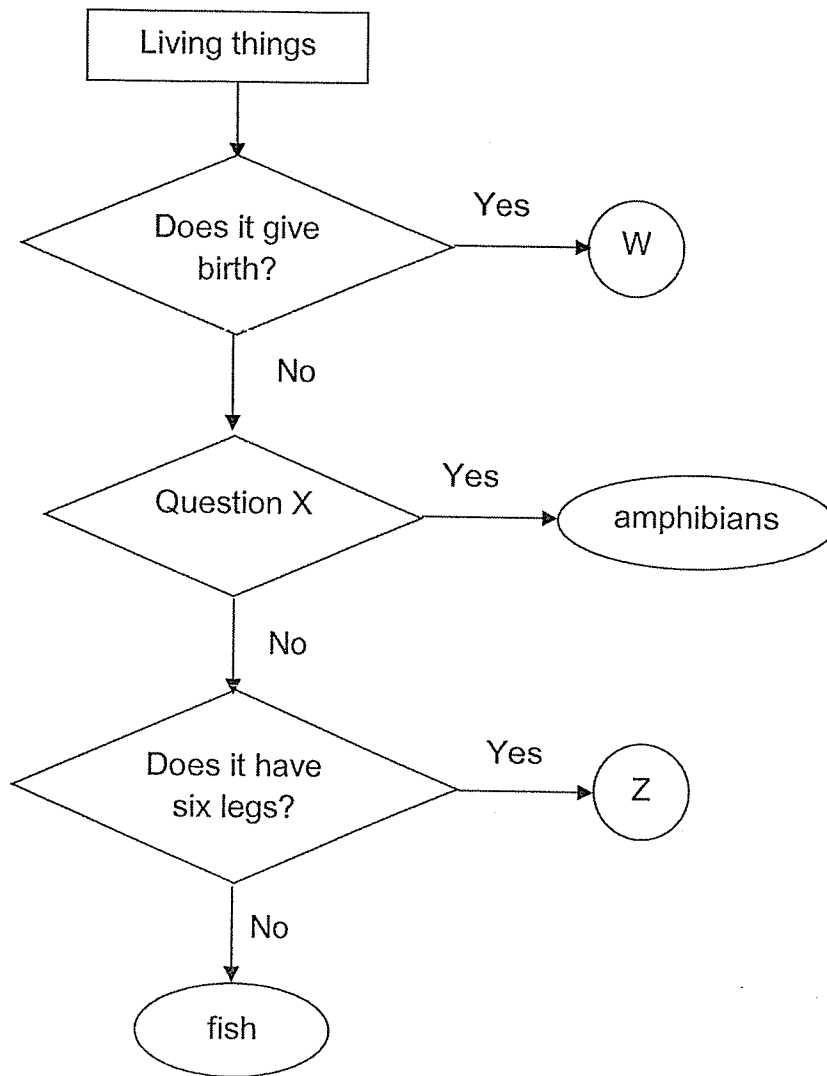 Living things
Does it give
birth?
Yes
W
No
Question X
Yes
amphibians
No
Does it have
six legs?
Yes
Z
No
fish